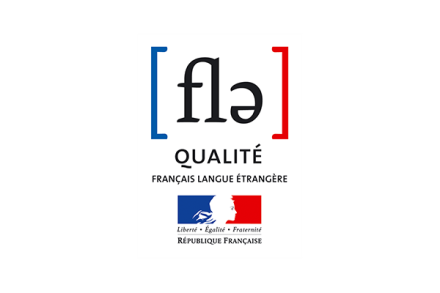 [flə]
QUALITÉ
FRANÇAIS LANGUE ÉTRANGÈRE
Liberté • Égalité • Fraternité
RÉPUBLIQUE FRANÇAISE